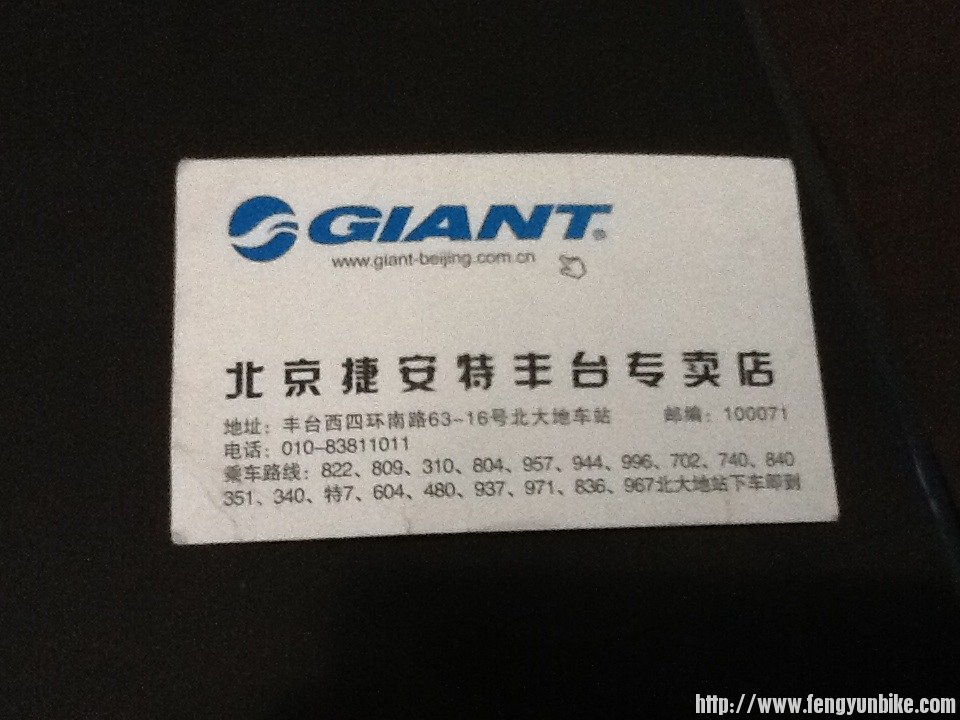 GIANT®
www.giant-beijing.com.cn
北京捷安特丰台专卖店
地址：丰台西四环南路63-16号北大地车站 邮编：100071
电话：010-83811011
乘车路线：822、809、310、804、957、944、996、702、740、840
351、340、特7、604、480、937、971、836、967北大地站下车即到
http://www.fengyunbike.com